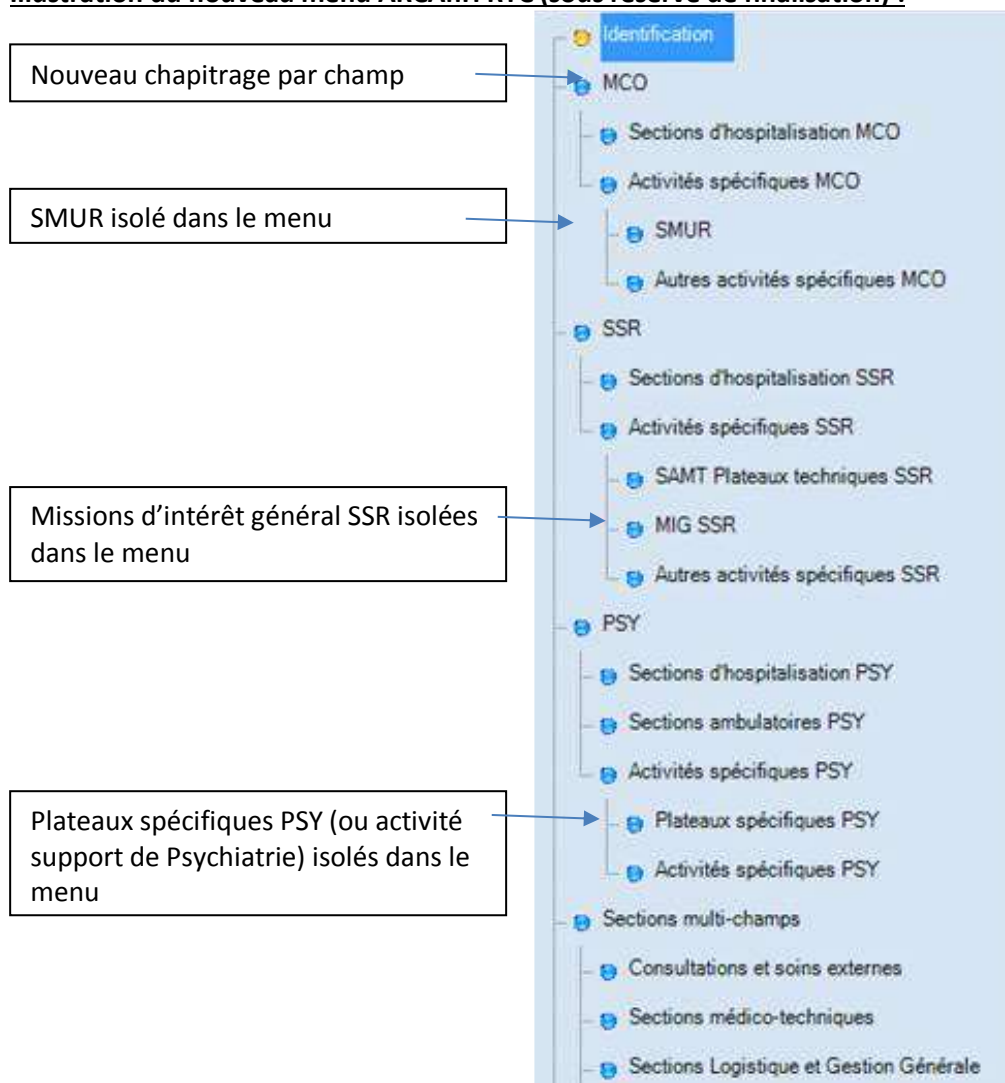 Illustration du nouveau menu ARCAnH RTC (sous réserve de finalisation) :
Identification
Nouveau chapitrage par champ
MCO
Sections d'hospitalisation MCO
Activités spécifiques MCO
SMUR isolé dans le menu
SMUR
Autres activités spécifiques MCO
SSR
Sections d'hospitalisation SSR
Activités spécifiques SSR
SAMT Plateaux techniques SSR
Missions d’intérêt général SSR isolées
dans le menu
MIG SSR
Autres activités spécifiques SSR
PSY
Sections d'hospitalisation PSY
Sections ambulatoires PSY
Activités spécifiques PSY
Plateaux spécifiques PSY (ou activité
support de Psychiatrie) isolés dans le
menu
Plateaux spécifiques PSY
Activités spécifiques PSY
Sections multi-champs
Consultations et soins externes
Sections médico-techniques
Sections Logistique et Gestion Générale